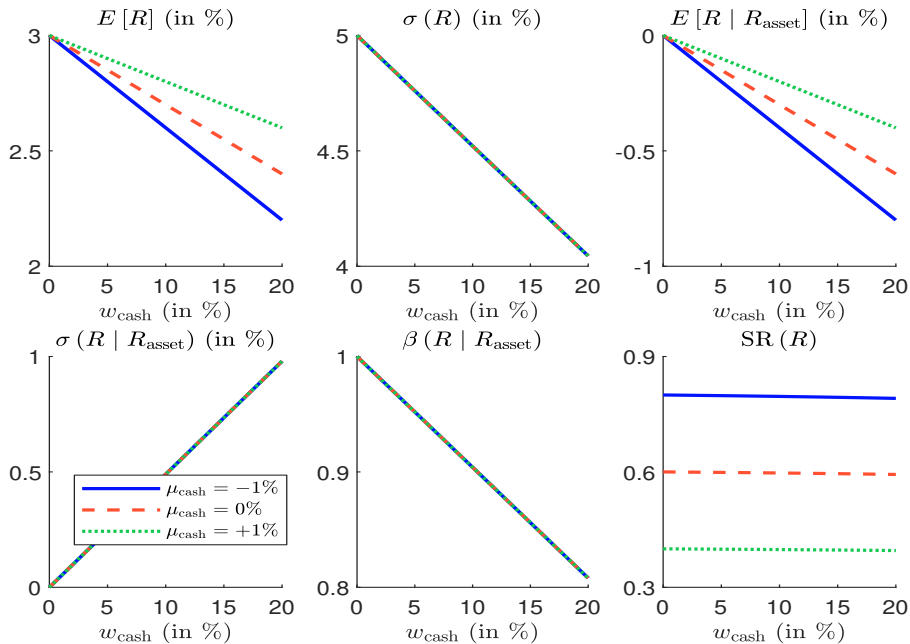 E [R] (in %)
σ (R) (in %)
E [R | R_asset] (in %)
3
2.5
2
0 5 10 15 20
w_cash (in %)
5
4.5
4
0 5 10 15 20
w_cash (in %)
0
-0.5
-1
0 5 10 15 20
w_cash (in %)
σ (R | R_asset) (in %)
β (R | R_asset)
SR (R)
1
0.5
0
0 5 10 15 20
w_cash (in %)
μ_cash = −1%
μ_cash = 0%
μ_cash = +1%
1
0.9
0.8
0 5 10 15 20
w_cash (in %)
0.9
0.6
0.3
0 5 10 15 20
w_cash (in %)